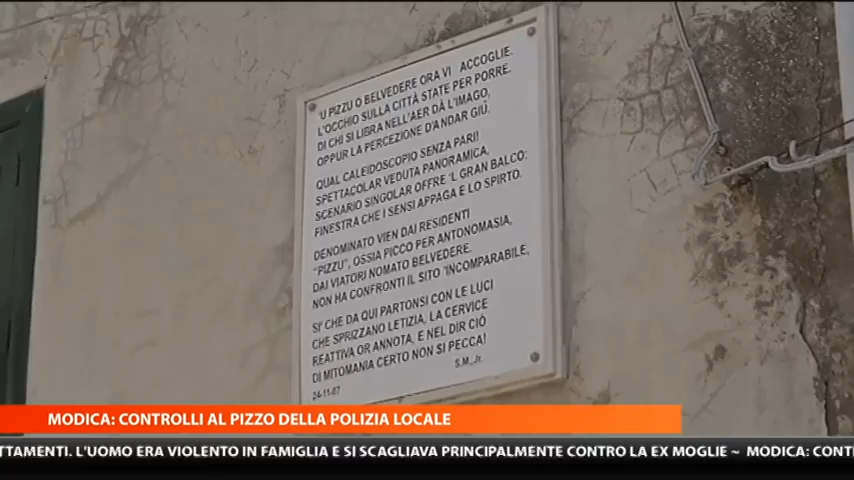 'U PIZZU O BELVEDERE ORA VI ACCOGLIE.
L'OCCHIO SULLA CITTÀ STATE PER PORRE.
DI CHI SI LIBRA NELL'AER DÀ L'IMAGO,
OPPUR LA PERCEZIONE D'ANDAR GIÙ.
QUAL CALEIDOSCOPIO SENZA PARI!
SPETTACOLAR VEDUTA PANORAMICA,
SCENARIO SINGOLAR OFFRE 'L GRAN BALCO:
FINESTRA CHE I SENSI APPAGA E LO SPIRTO.
DENOMINATO VIEN DAI RESIDENTI
"PIZZU", OSSIA PICCO PER ANTONOMASIA,
DAI VIATORI NOMATO BELVEDERE.
NON HA CONFRONTI IL SITO 'INCOMPARABILE,
SI' CHE DA QUI PARTONSI CON LE LUCI
CHE SPRIZZANO LETIZIA, LA CERVICE
REATTIVA OR ANNOTA, E NEL DIR CIÒ
DI MITOMANIA CERTO NON SI PECCA!
S.M., Jr.
24-11-07
MODICA: CONTROLLI AL PIZZO DELLA POLIZIA LOCALE
TTAMENTI. L'UOMO ERA VIOLENTO IN FAMIGLIA E SI SCAGLIAVA PRINCIPALMENTE CONTRO LA EX MOGLIE ~ MODICA: CONT